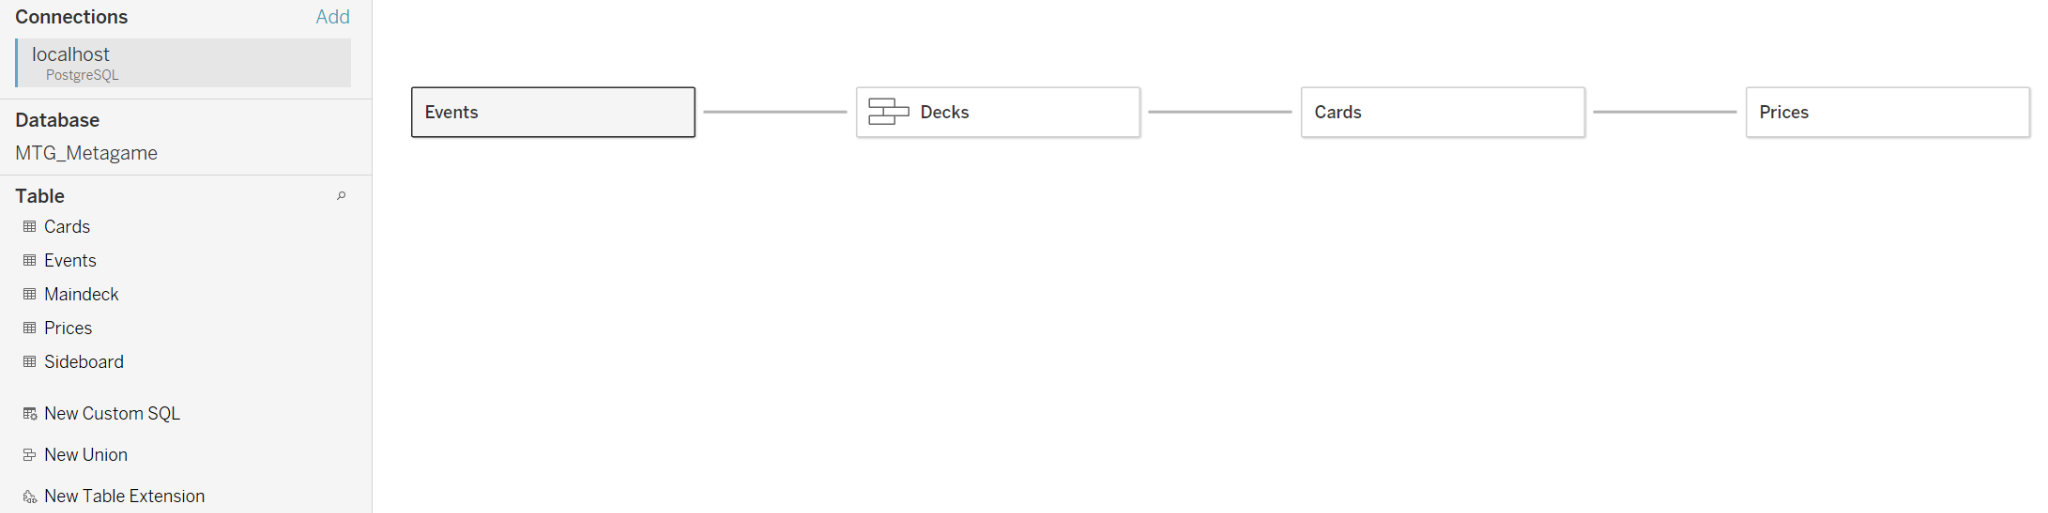 Connections Add
localhost
PostgreSQL
Database
MTG_Metagame
Table
Cards
Events
Maindeck
Prices
Sideboard
New Custom SQL
New Union
New Table Extension
Events Decks Cards Prices